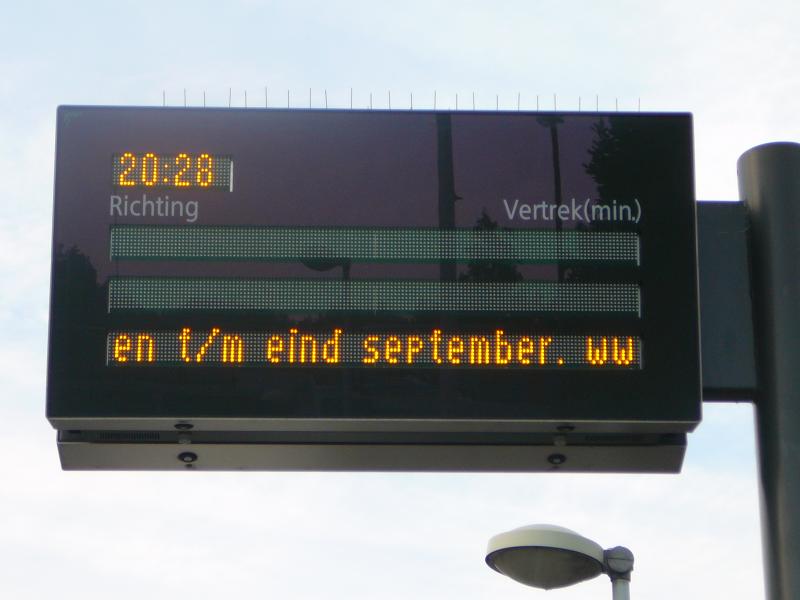 20:28
Richting Vertrek(min.)
en t/m eind september. ww